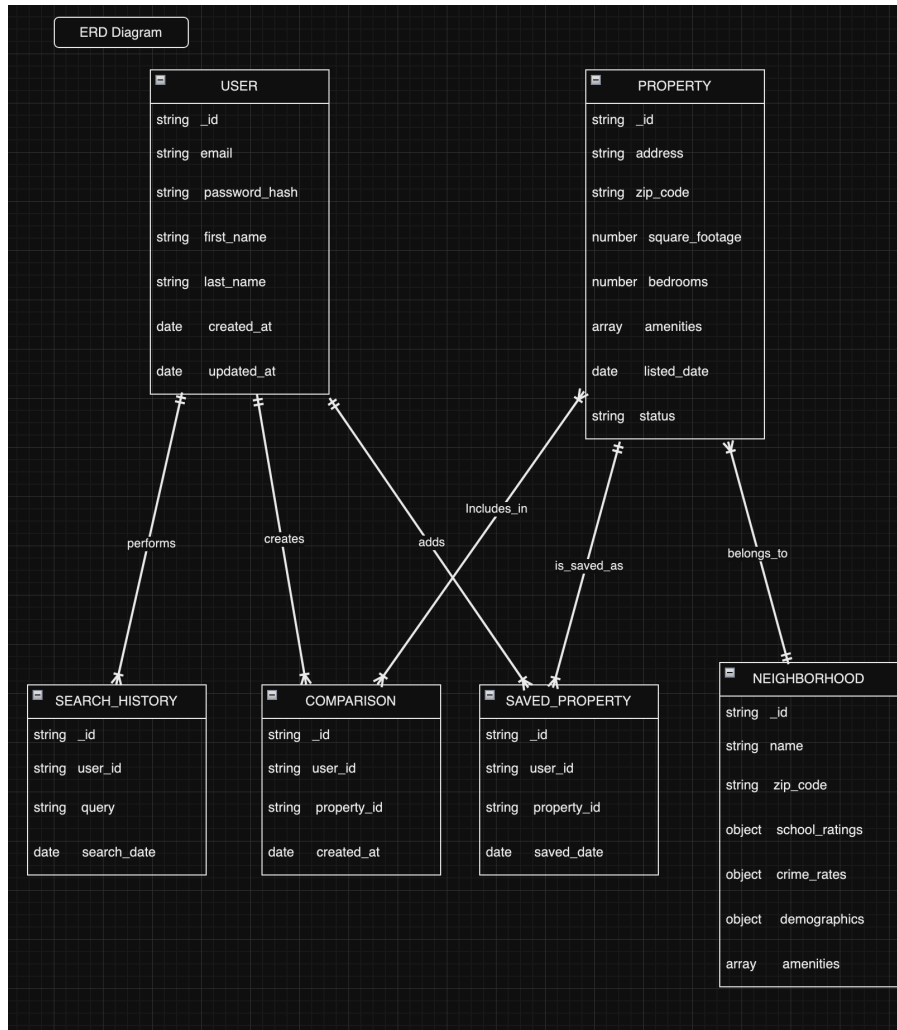 ERD Diagram
USER
string _id
string email
string password_hash
string first_name
string last_name
date created_at
date updated_at
PROPERTY
string _id
string address
string zip_code
number square_footage
number bedrooms
array amenities
date listed_date
string status
performs
creates
adds
Includes_in
is_saved_as
belongs_to
SEARCH_HISTORY
string _id
string user_id
string query
date search_date
COMPARISON
string _id
string user_id
string property_id
date created_at
SAVED_PROPERTY
string _id
string user_id
string property_id
date saved_date
NEIGHBORHOOD
string _id
string name
string zip_code
object school_ratings
object crime_rates
object demographics
array amenities